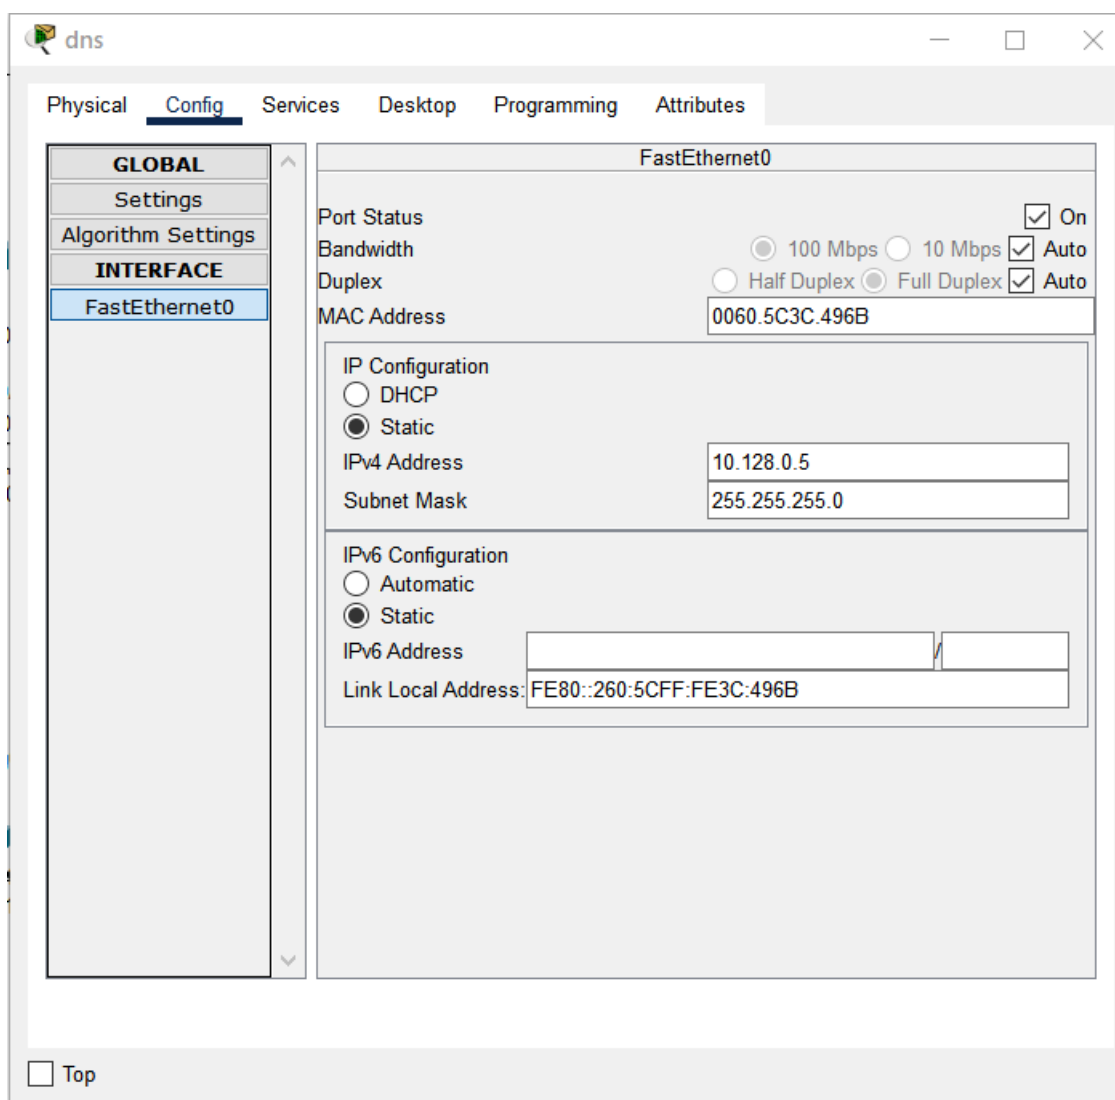 dns
Physical Config Services Desktop Programming Attributes
GLOBAL
Settings
Algorithm Settings
INTERFACE
FastEthernet0
FastEthernet0
Port Status On
Bandwidth 100 Mbps 10 Mbps Auto
Duplex Half Duplex Full Duplex Auto
MAC Address 0060.5C3C.496B
IP Configuration
DHCP
Static
IPv4 Address 10.128.0.5
Subnet Mask 255.255.255.0
IPv6 Configuration
Automatic
Static
IPv6 Address /
Link Local Address: FE80::260:5CFF:FE3C:496B
Top